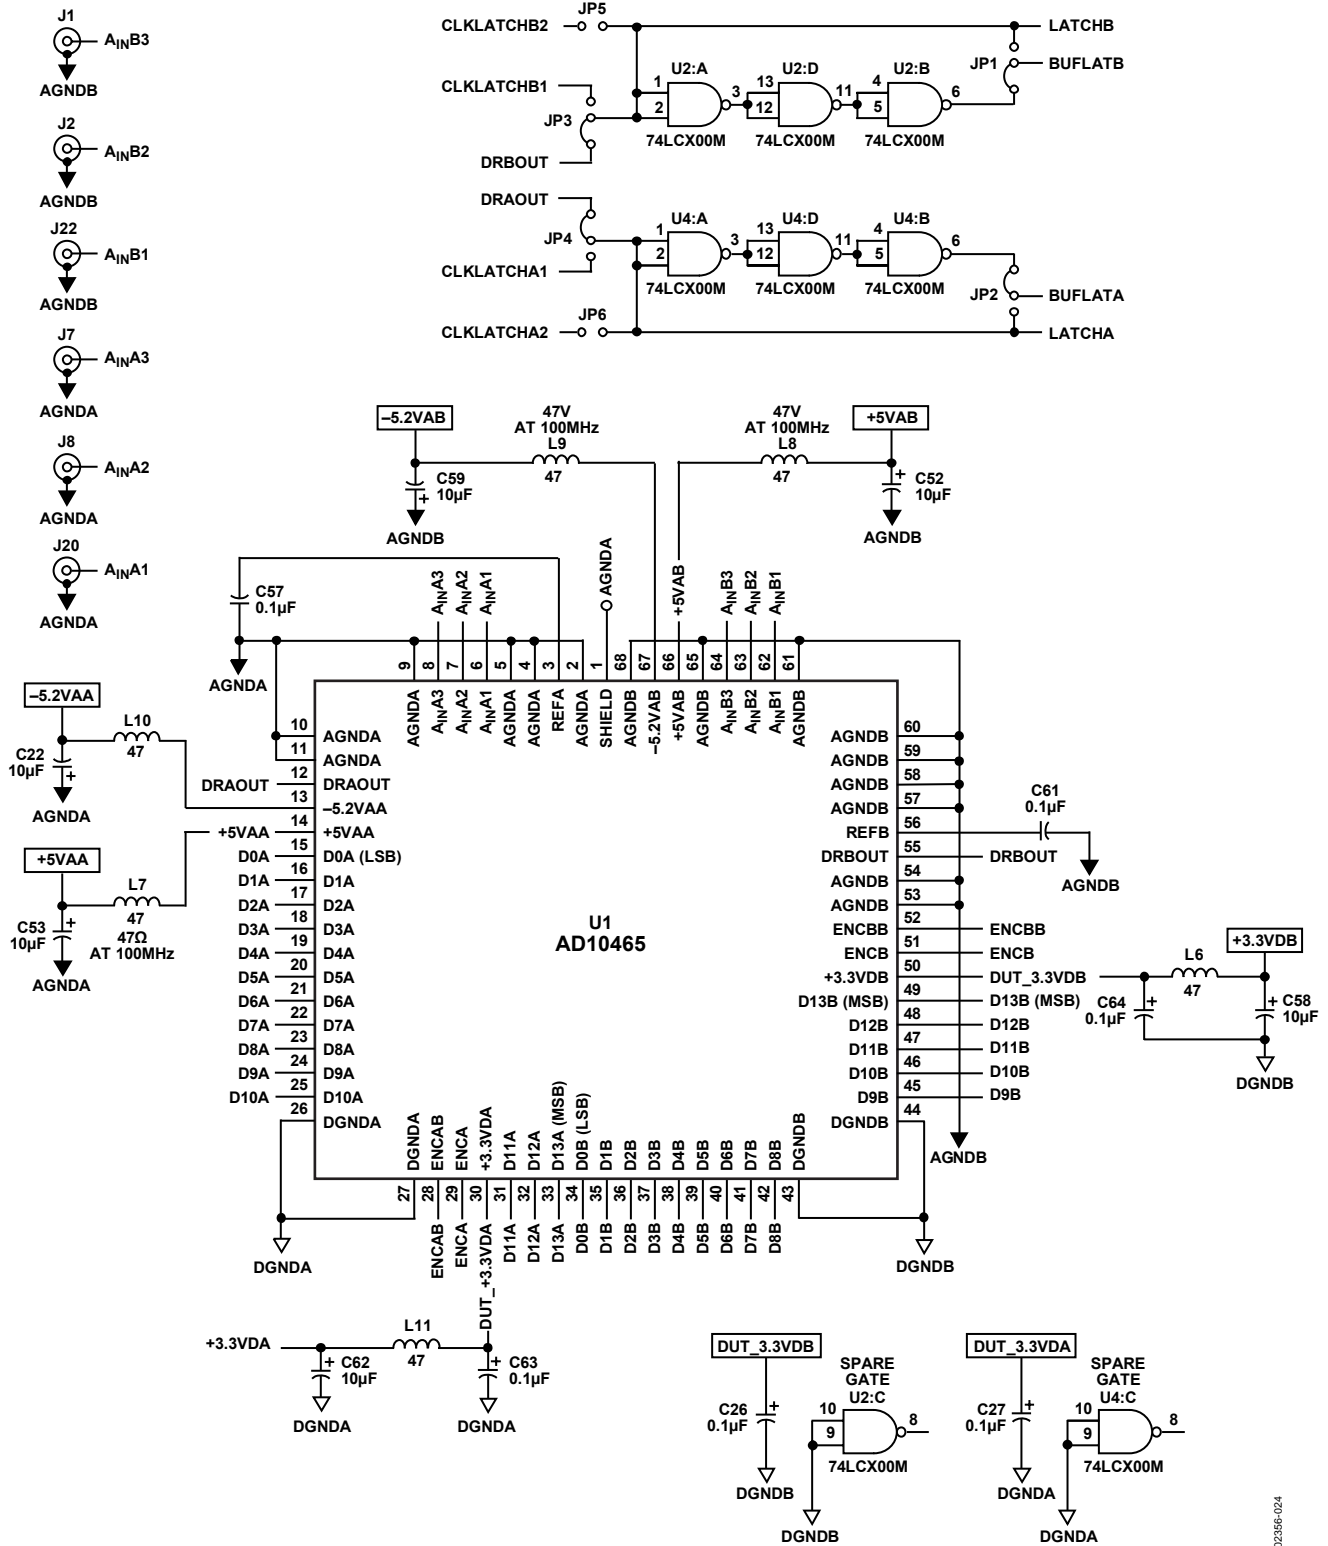 J1
AINB3
AGNDB
J2
AINB2
AGNDB
J22
AINB1
AGNDB
J7
AINA3
AGNDA
J8
AINA2
AGNDA
J20
AINA1
AGNDA
CLKLATCHB2
JP5
LATCHB
CLKLATCHB1
JP3
DRBOUT
1
2
U2:A
3
74LCX00M
13
12
U2:D
11
74LCX00M
4
5
U2:B
6
74LCX00M
JP1
BUFLATB
DRAOUT
JP4
CLKLATCHA1
1
2
U4:A
3
74LCX00M
13
12
U4:D
11
74LCX00M
4
5
U4:B
6
74LCX00M
JP2
BUFLATA
CLKLATCHA2
JP6
LATCHA
–5.2VAB
C59
10µF
+
AGNDB
47V
AT 100MHz
L9
47
47V
AT 100MHz
L8
47
+5VAB
+
C52
10µF
AGNDB
C57
0.1µF
AGNDA
AINA3
AINA2
AINA1
AGNDA
+5VAB
AINB3
AINB2
AINB1
9
8
7
6
5
4
3
2
1
68
67
66
65
64
63
62
61
AGNDA
AINA3
AINA2
AINA1
AGNDA
AGNDA
REFA
AGNDA
SHIELD
AGNDB
–5.2VAB
+5VAB
AGNDB
AINB3
AINB2
AINB1
AGNDB
–5.2VAA
L10
47
C22
10µF
+
AGNDA
+5VAA
L7
47
47Ω
AT 100MHz
C53
10µF
+
AGNDA
10 AGNDA
11 AGNDA
DRAOUT 12 DRAOUT
13 –5.2VAA
+5VAA 14 +5VAA
D0A 15 D0A (LSB)
D1A 16 D1A
D2A 17 D2A
D3A 18 D3A
D4A 19 D4A
D5A 20 D5A
D6A 21 D6A
D7A 22 D7A
D8A 23 D8A
D9A 24 D9A
D10A 25 D10A
26 DGNDA
U1
AD10465
AGNDB 60
AGNDB 59
AGNDB 58
AGNDB 57
REFB 56
DRBOUT 55 DRBOUT
AGNDB 54
AGNDB 53
ENCBB 52 ENCBB
ENCB 51 ENCB
+3.3VDB 50 DUT_3.3VDB
D13B (MSB) 49 D13B (MSB)
D12B 48 D12B
D11B 47 D11B
D10B 46 D10B
D9B 45 D9B
DGNDB 44
C61
0.1µF
AGNDB
+3.3VDB
L6
47
C64
0.1µF
+
+
C58
10µF
DGNDB
AGNDB
DGNDA
ENCAB
ENCA
+3.3VDA
D11A
D12A
D13A (MSB)
D0B (LSB)
D1B
D2B
D3B
D4B
D5B
D6B
D7B
D8B
DGNDB
27
28
29
30
31
32
33
34
35
36
37
38
39
40
41
42
43
ENCAB
ENCA
DUT_+3.3VDA
D11A
D12A
D13A
D0B
D1B
D2B
D3B
D4B
D5B
D6B
D7B
D8B
DGNDA
DGNDB
+3.3VDA
L11
47
+
C62
10µF
DGNDA
+
C63
0.1µF
DGNDA
DUT_3.3VDB
C26
0.1µF
+
DGNDB
SPARE
GATE
U2:C
10
9
8
74LCX00M
DGNDB
DUT_3.3VDA
C27
0.1µF
+
DGNDA
SPARE
GATE
U4:C
10
9
8
74LCX00M
DGNDA
02356-024